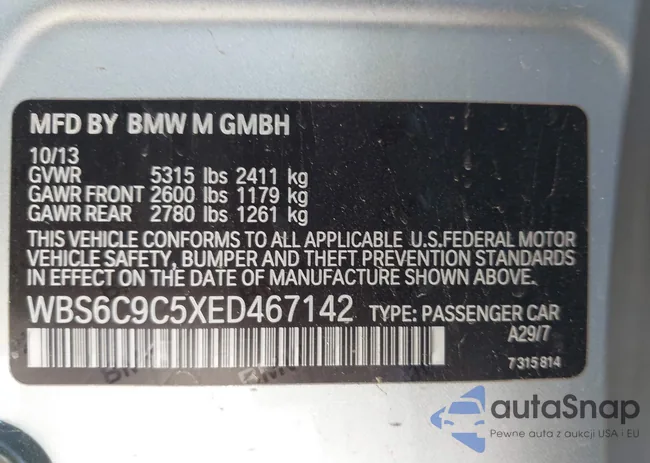 MFD BY BMW M GMBH
10/13
GVWR 5315 lbs 2411 kg
GAWR FRONT 2600 lbs 1179 kg
GAWR REAR 2780 lbs 1261 kg
THIS VEHICLE CONFORMS TO ALL APPLICABLE U.S.FEDERAL MOTOR
VEHICLE SAFETY, BUMPER AND THEFT PREVENTION STANDARDS
IN EFFECT ON THE DATE OF MANUFACTURE SHOWN ABOVE.
WBS6C9C5XED467142 TYPE: PASSENGER CAR
A29/7
7315814
autaSnap
Pewne auta z aukcji USA i EU